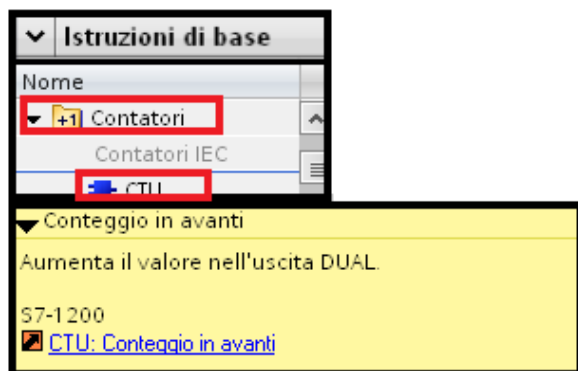 Istruzioni di base
Nome
+1 Contatori
Contatori IEC
CTU
Conteggio in avanti
Aumenta il valore nell'uscita DUAL.
S7-1200
CTU: Conteggio in avanti